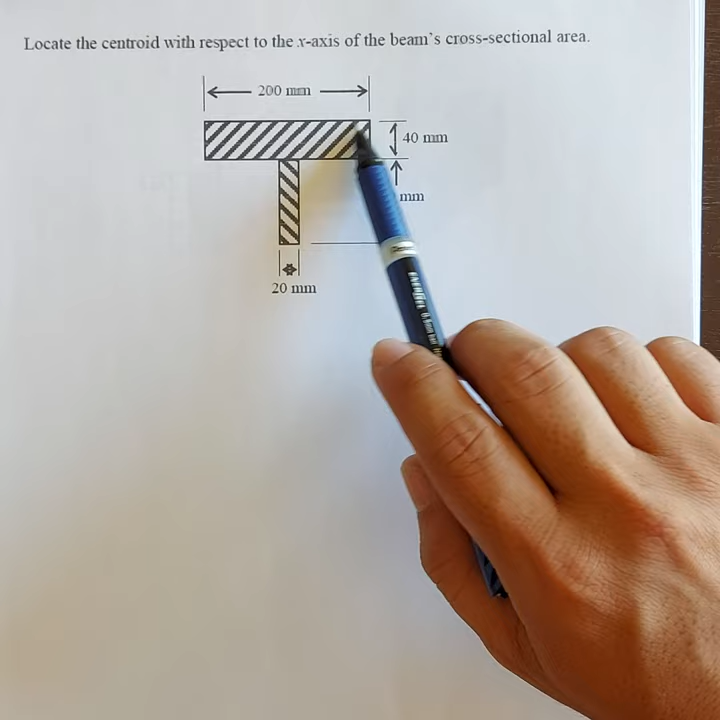 Locate the centroid with respect to the x-axis of the beam's cross-sectional area.
200 mm
40 mm
mm
20 mm